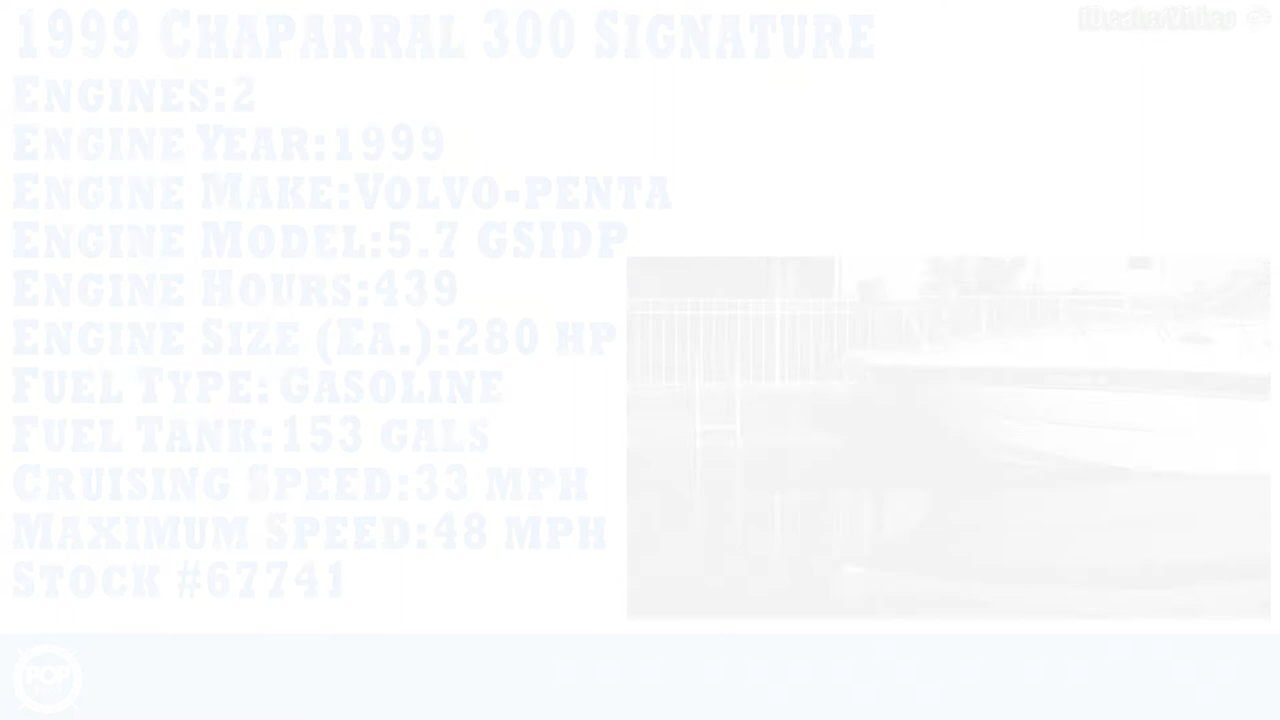 1999 Chaparral 300 Signature
Engines:2
Engine Year:1999
Engine Make:Volvo-penta
Engine Model:5.7 GSIDP
Engine Hours:439
Engine Size (Ea.):280 hp
Fuel Type:Gasoline
Fuel Tank:153 gals
Cruising Speed:33 mph
Maximum Speed:48 mph
Stock #67741
POP